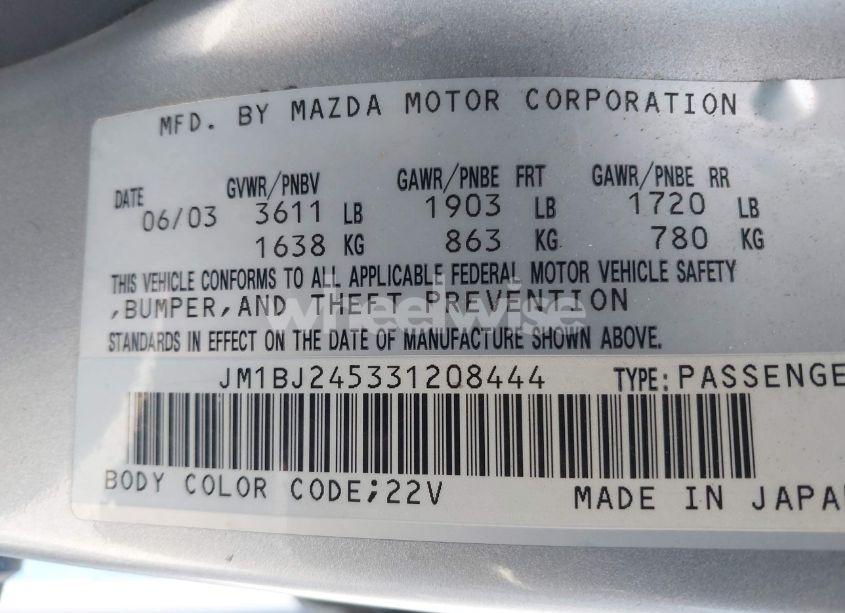 MFD. BY MAZDA MOTOR CORPORATION
DATE GVWR/PNBV GAWR/PNBE FRT GAWR/PNBE RR
06/03 3611 LB 1903 LB 1720 LB
1638 KG 863 KG 780 KG
THIS VEHICLE CONFORMS TO ALL APPLICABLE FEDERAL MOTOR VEHICLE SAFETY
,BUMPER,AND THEFT PREVENTION
wheelwise
STANDARDS IN EFFECT ON THE DATE OF MANUFACTURE SHOWN ABOVE.
JM1BJ245331208444 TYPE:PASSENGE
BODY COLOR CODE;22V
MADE IN JAPA